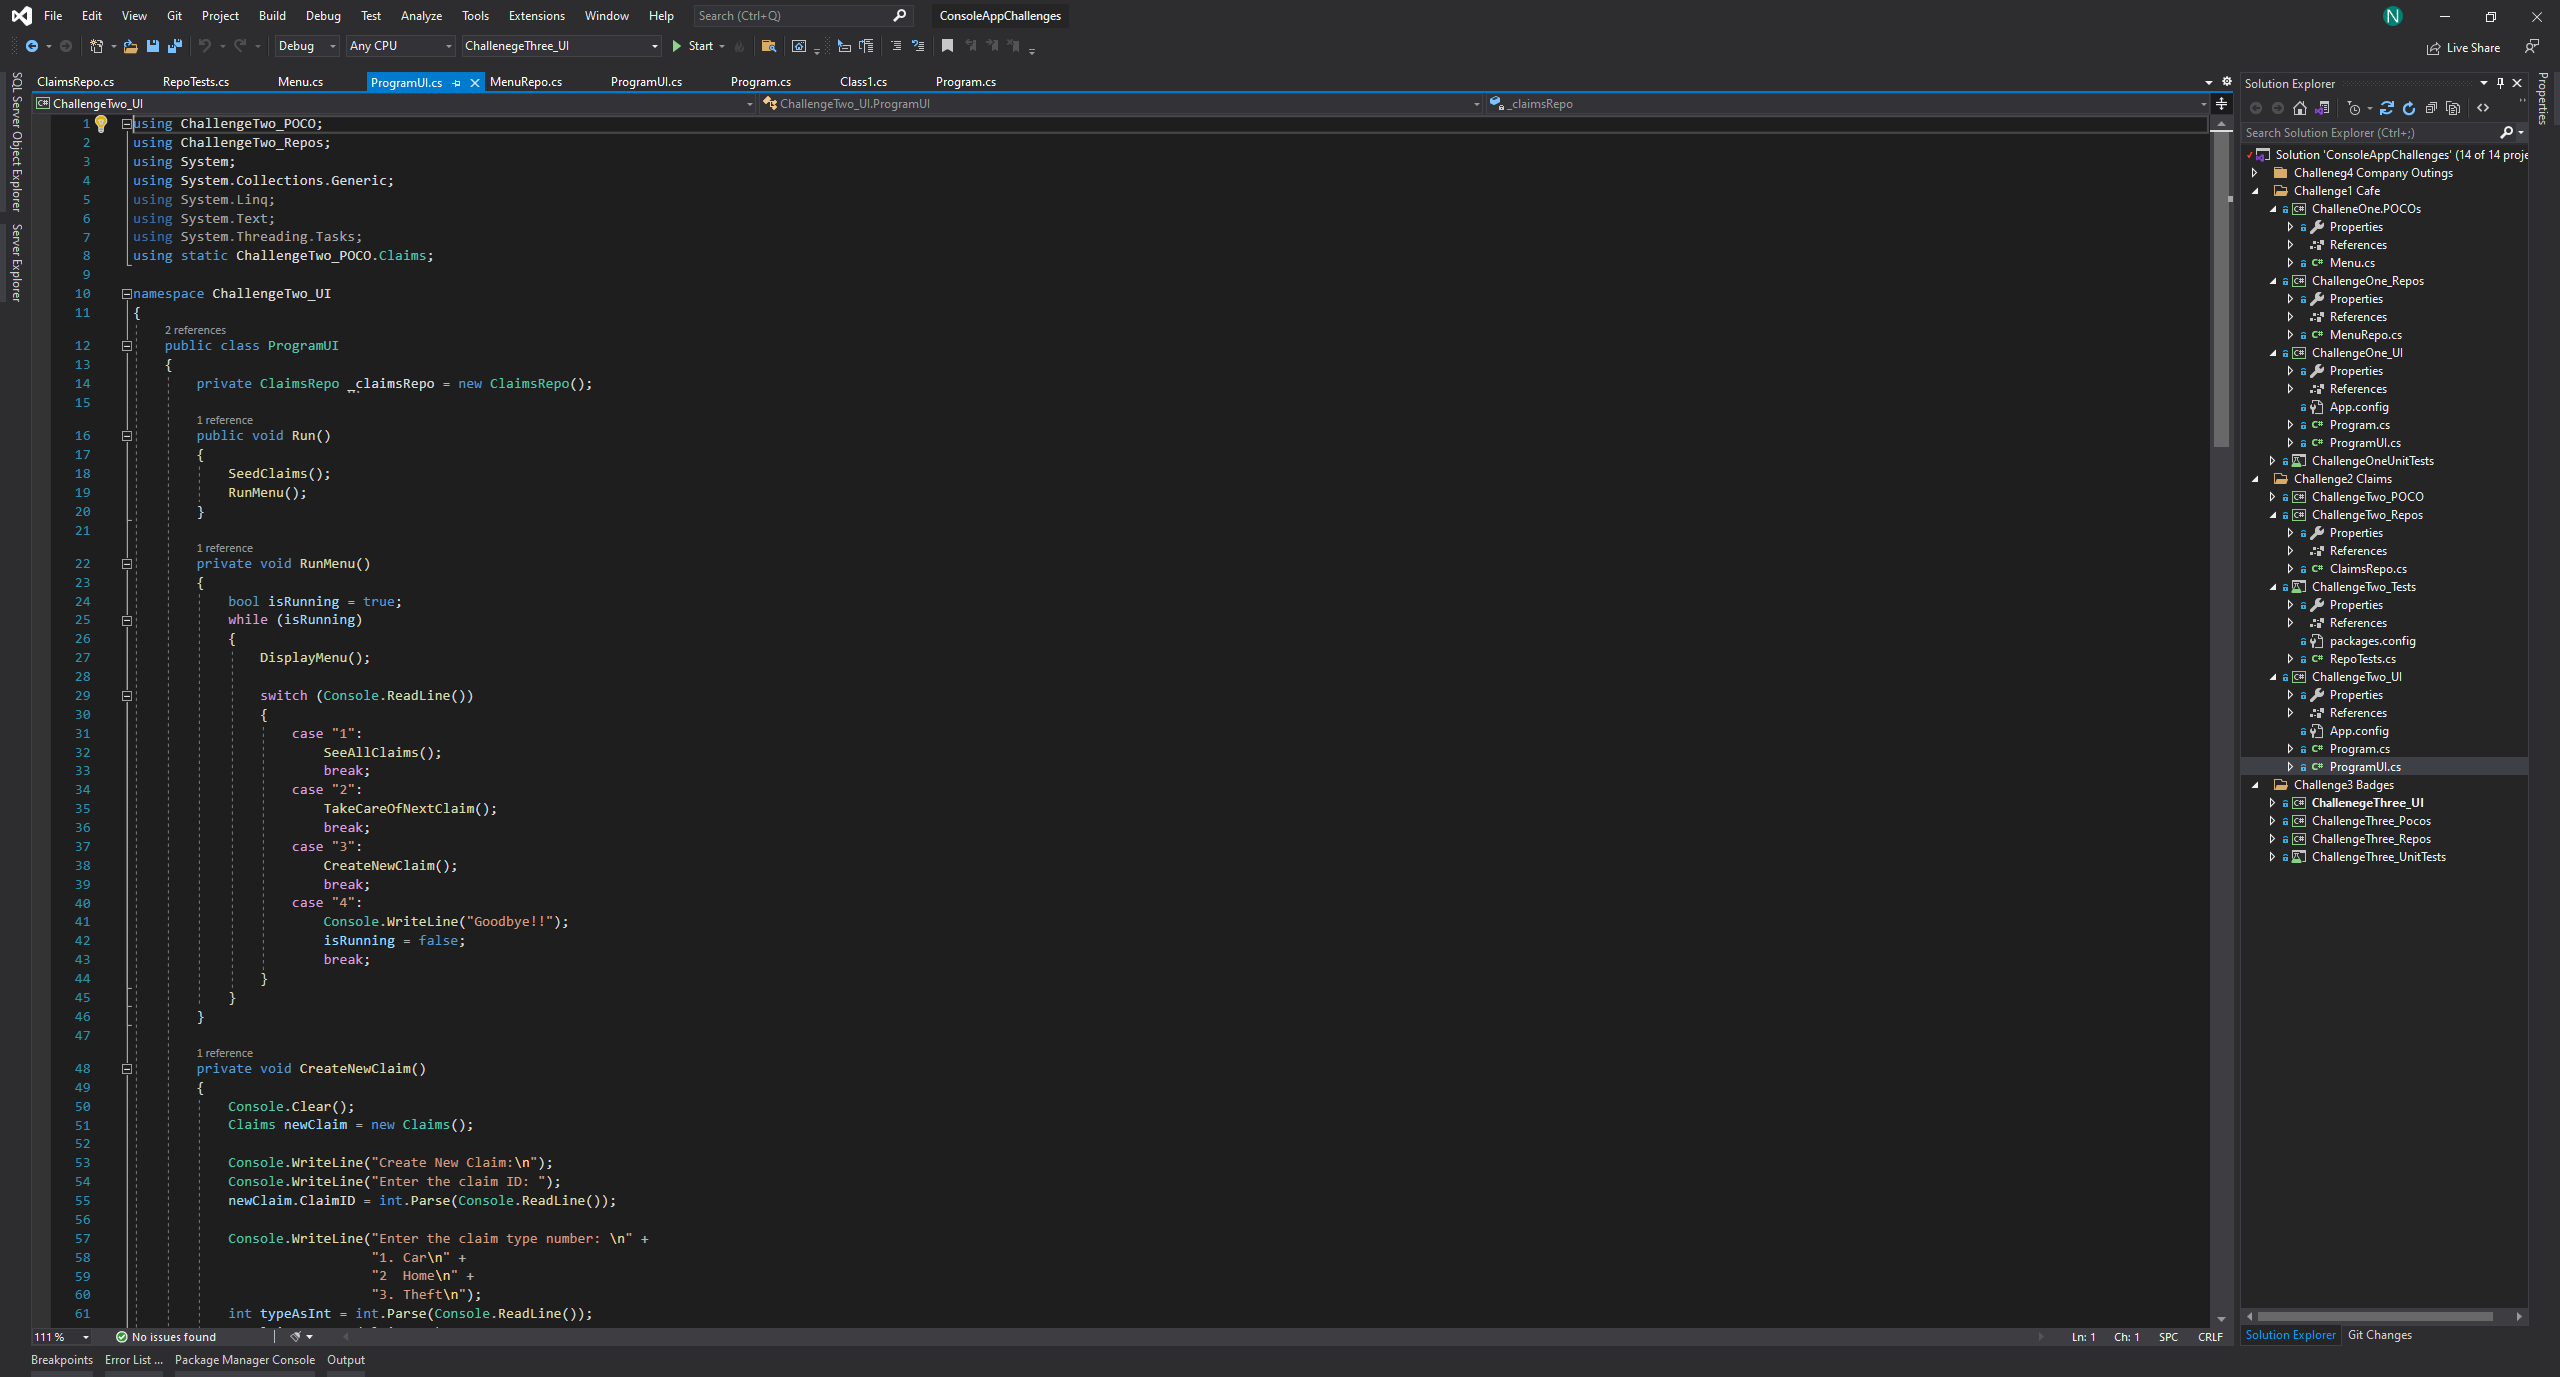 File Edit View Git Project Build Debug Test Analyze Tools Extensions Window Help Search (Ctrl+Q) ConsoleAppChallenges N
Debug Any CPU ChallenegeThree_UI Start Live Share
ClaimsRepo.cs RepoTests.cs Menu.cs ProgramUI.cs MenuRepo.cs ProgramUI.cs Program.cs Class1.cs Program.cs
ChallengeTwo_UI ChallengeTwo_UI.ProgramUI _claimsRepo
SQL Server Object Explorer
Server Explorer
1 using ChallengeTwo_POCO;
2 using ChallengeTwo_Repos;
3 using System;
4 using System.Collections.Generic;
5 using System.Linq;
6 using System.Text;
7 using System.Threading.Tasks;
8 using static ChallengeTwo_POCO.Claims;
9
10 namespace ChallengeTwo_UI
11 {
2 references
12 public class ProgramUI
13 {
14 private ClaimsRepo _claimsRepo = new ClaimsRepo();
15
1 reference
16 public void Run()
17 {
18 SeedClaims();
19 RunMenu();
20 }
21
1 reference
22 private void RunMenu()
23 {
24 bool isRunning = true;
25 while (isRunning)
26 {
27 DisplayMenu();
28
29 switch (Console.ReadLine())
30 {
31 case "1":
32 SeeAllClaims();
33 break;
34 case "2":
35 TakeCareOfNextClaim();
36 break;
37 case "3":
38 CreateNewClaim();
39 break;
40 case "4":
41 Console.WriteLine("Goodbye!!");
42 isRunning = false;
43 break;
44 }
45 }
46 }
47
1 reference
48 private void CreateNewClaim()
49 {
50 Console.Clear();
51 Claims newClaim = new Claims();
52
53 Console.WriteLine("Create New Claim:\n");
54 Console.WriteLine("Enter the claim ID: ");
55 newClaim.ClaimID = int.Parse(Console.ReadLine());
56
57 Console.WriteLine("Enter the claim type number: \n" +
58 "1. Car\n" +
59 "2  Home\n" +
60 "3. Theft\n");
61 int typeAsInt = int.Parse(Console.ReadLine());
111 % No issues found Ln: 1 Ch: 1 SPC CRLF
Breakpoints Error List ... Package Manager Console Output
Solution Explorer
Search Solution Explorer (Ctrl+;)
Solution 'ConsoleAppChallenges' (14 of 14 proje
Challeneg4 Company Outings
Challenge1 Cafe
ChalleneOne.POCOs
Properties
References
Menu.cs
ChallengeOne_Repos
Properties
References
MenuRepo.cs
ChallengeOne_UI
Properties
References
App.config
Program.cs
ProgramUI.cs
ChallengeOneUnitTests
Challenge2 Claims
ChallengeTwo_POCO
ChallengeTwo_Repos
Properties
References
ClaimsRepo.cs
ChallengeTwo_Tests
Properties
References
packages.config
RepoTests.cs
ChallengeTwo_UI
Properties
References
App.config
Program.cs
ProgramUI.cs
Challenge3 Badges
ChallenegeThree_UI
ChallengeThree_Pocos
ChallengeThree_Repos
ChallengeThree_UnitTests
Solution Explorer Git Changes
Properties